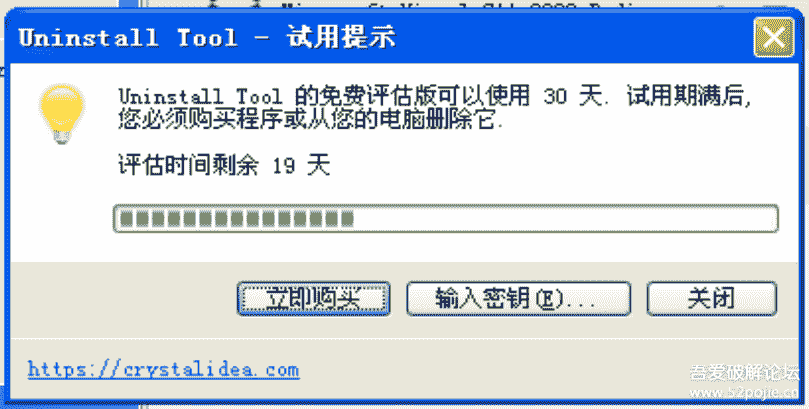 Uninstall Tool - 试用提示
Uninstall Tool 的免费评估版可以使用 30 天. 试用期满后,
您必须购买程序或从您的电脑删除它.
评估时间剩余 19 天
立即购买
输入密钥(E)...
关闭
https://crystalidea.com
吾爱破解论坛
www.52pojie.cn